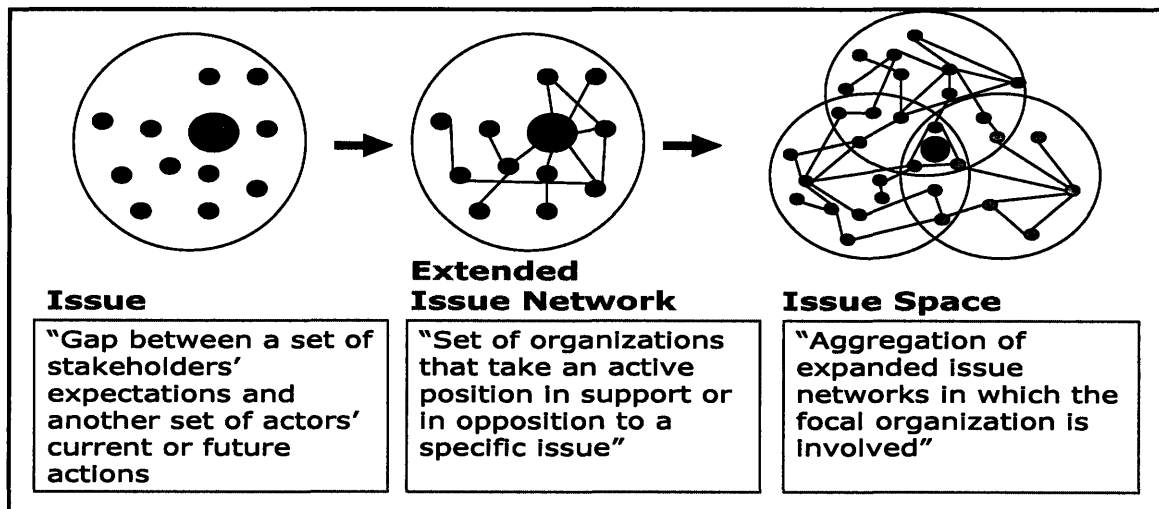 Issue
"Gap between a set of
stakeholders'
expectations and
another set of actors'
current or future
actions
Extended
Issue Network
"Set of organizations
that take an active
position in support or
in opposition to a
specific issue"
Issue Space
"Aggregation of
expanded issue
networks in which the
focal organization is
involved"